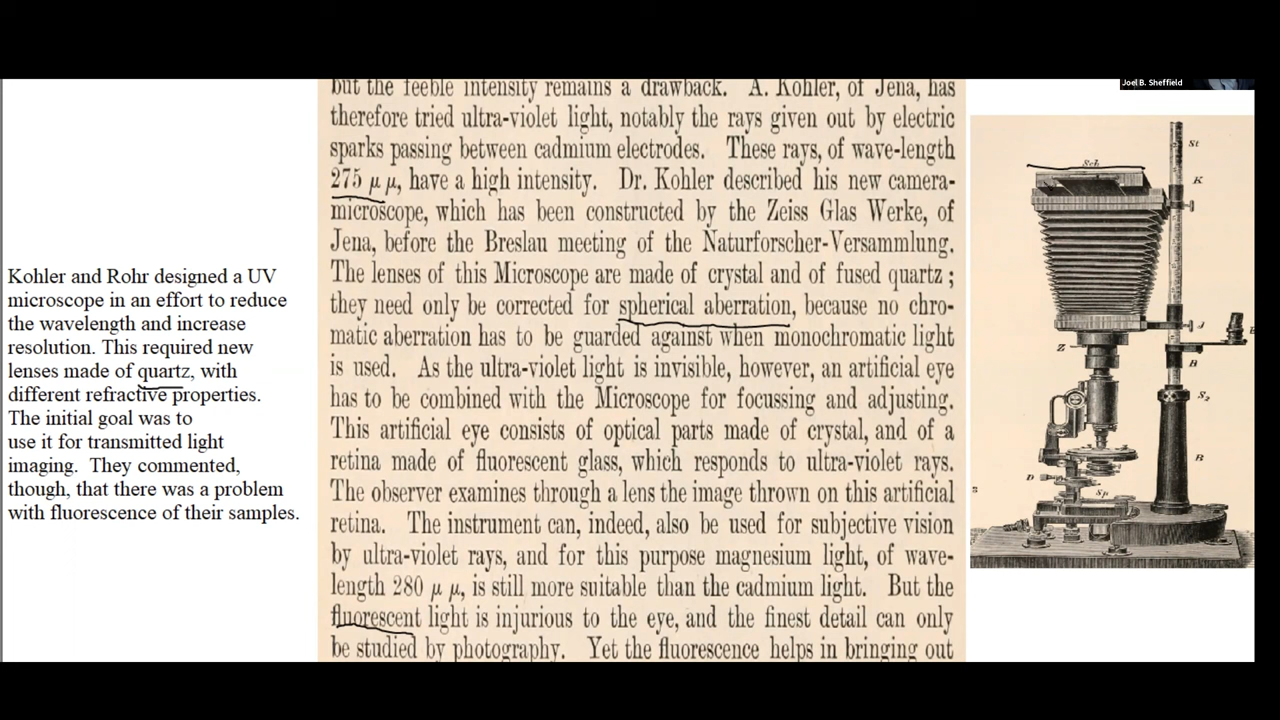 Joel B. Sheffield
Kohler and Rohr designed a UV
microscope in an effort to reduce
the wavelength and increase
resolution. This required new
lenses made of quartz, with
different refractive properties.
The initial goal was to
use it for transmitted light
imaging.  They commented,
though, that there was a problem
with fluorescence of their samples.
but the feeble intensity remains a drawback. A. Kohler, of Jena, has
therefore tried ultra-violet light, notably the rays given out by electric
sparks passing between cadmium electrodes. These rays, of wave-length
275 μ μ, have a high intensity. Dr. Kohler described his new camera-
microscope, which has been constructed by the Zeiss Glas Werke, of
Jena, before the Breslau meeting of the Naturforscher-Versammlung.
The lenses of this Microscope are made of crystal and of fused quartz ;
they need only be corrected for spherical aberration, because no chro-
matic aberration has to be guarded against when monochromatic light
is used. As the ultra-violet light is invisible, however, an artificial eye
has to be combined with the Microscope for focussing and adjusting.
This artificial eye consists of optical parts made of crystal, and of a
retina made of fluorescent glass, which responds to ultra-violet rays.
The observer examines through a lens the image thrown on this artificial
retina. The instrument can, indeed, also be used for subjective vision
by ultra-violet rays, and for this purpose magnesium light, of wave-
length 280 μ μ, is still more suitable than the cadmium light. But the
fluorescent light is injurious to the eye, and the finest detail can only
be studied by photography. Yet the fluorescence helps in bringing out
Sch
St
K
J
E
Z
B
S2
R
D
Sp